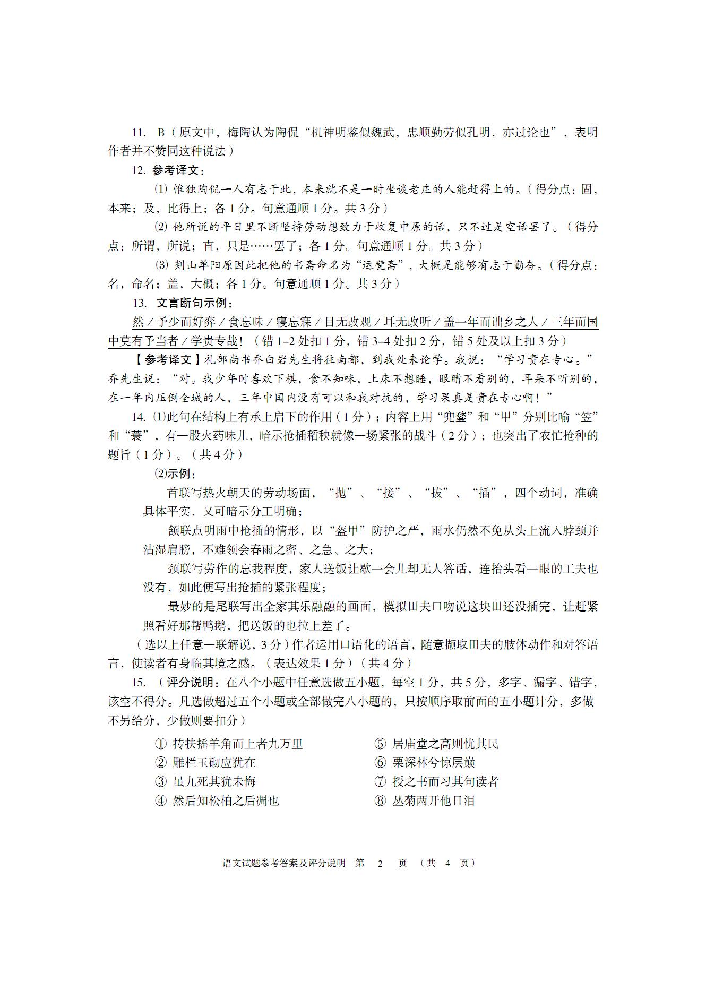 11. B（原文中，梅陶认为陶侃“机神明鉴似魏武，忠顺勤劳似孔明，亦过论也”，表明
作者并不赞同这种说法）
12. 参考译文：
⑴ 惟独陶侃一人有志于此，本来就不是一时坐谈老庄的人能赶得上的。（得分点：固，
本来；及，比得上；各 1 分。句意通顺 1 分。共 3 分）
⑵ 他所说的平日里不断坚持劳动想致力于收复中原的话，只不过是空话罢了。（得分
点：所谓，所说；直，只是……罢了；各 1 分。句意通顺 1 分。共 3 分）
⑶ 剡山单阳原因此把他的书斋命名为“运甓斋”，大概是能够有志于勤奋。（得分点：
名，命名；盖，大概；各 1 分。句意通顺 1 分。共 3 分）
13. 文言断句示例：
然／予少而好弈／食忘味／寝忘寐／目无改观／耳无改听／盖一年而诎乡之人／三年而国
中莫有予当者／学贵专哉！（错 1–2 处扣 1 分，错 3–4 处扣 2 分，错 5 处及以上扣 3 分）
【参考译文】礼部尚书乔白岩先生将往南都，到我处来论学。我说：“学习贵在专心。”
乔先生说：“对。我少年时喜欢下棋，食不知味，上床不想睡，眼睛不看别的，耳朵不听别的，
在一年内压倒全城的人，三年中国内没有可以和我对抗的，学习果真是贵在专心啊！”
14. ⑴此句在结构上有承上启下的作用（1 分）；内容上用“兜鍪”和“甲”分别比喻“笠”
和“蓑”，有一股火药味儿，暗示抢插稻秧就像一场紧张的战斗（2 分）；也突出了农忙抢种的
题旨（1 分）。（共 4 分）
⑵示例：
首联写热火朝天的劳动场面，“抛”、“接”、“拔”、“插”，四个动词，准确
具体平实，又可暗示分工明确；
颔联点明雨中抢插的情形，以“盔甲”防护之严，雨水仍然不免从头上流入脖颈并
沾湿肩膀，不难领会春雨之密、之急、之大；
颈联写劳作的忘我程度，家人送饭让歇一会儿却无人答话，连抬头看一眼的工夫也
没有，如此便写出抢插的紧张程度；
最妙的是尾联写出全家其乐融融的画面，模拟田夫口吻说这块田还没插完，让赶紧
照看好那帮鸭鹅，把送饭的也拉上差了。
（选以上任意一联解说，3 分）作者运用口语化的语言，随意撷取田夫的肢体动作和对答语
言，使读者有身临其境之感。（表达效果 1 分）（共 4 分）
15. （评分说明：在八个小题中任意选做五小题，每空 1 分，共 5 分，多字、漏字、错字，
该空不得分。凡选做超过五个小题或全部做完八小题的，只按顺序取前面的五小题计分，多做
不另给分，少做则要扣分）
① 抟扶摇羊角而上者九万里
⑤ 居庙堂之高则忧其民
② 雕栏玉砌应犹在
⑥ 栗深林兮惊层巅
③ 虽九死其犹未悔
⑦ 授之书而习其句读者
④ 然后知松柏之后凋也
⑧ 丛菊两开他日泪
语文试题参考答案及评分说明 第 2 页 （共 4 页）